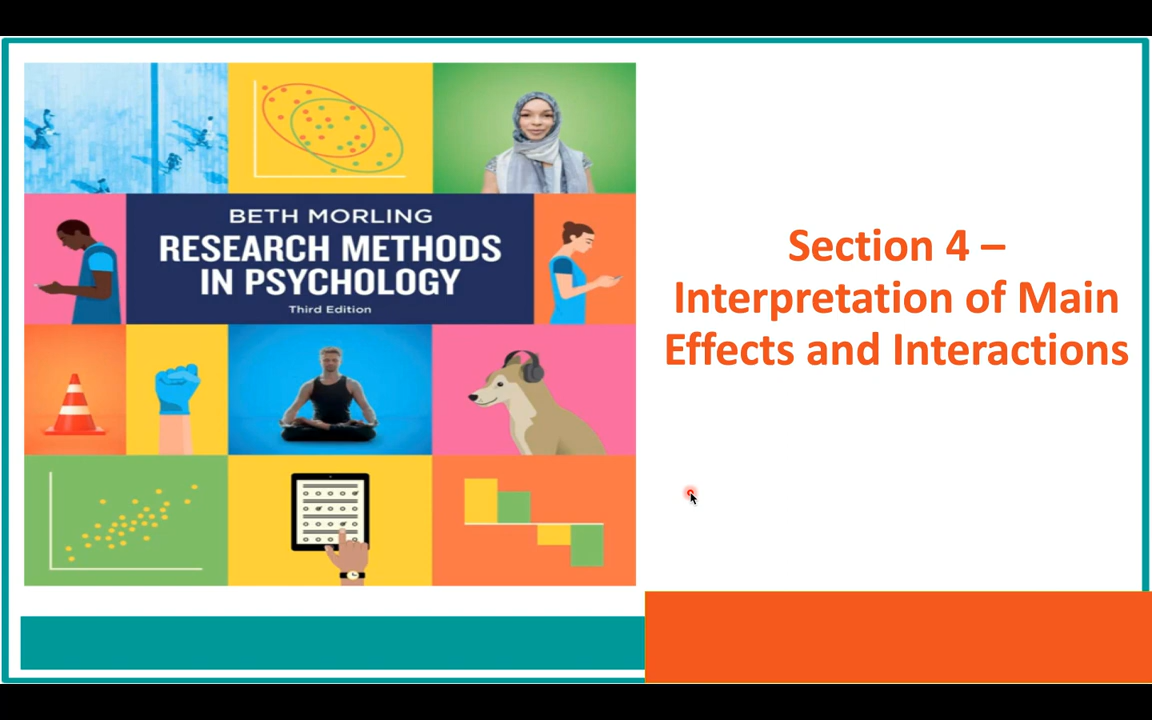 BETH MORLING
RESEARCH METHODS
IN PSYCHOLOGY
Third Edition
Section 4 –
Interpretation of Main
Effects and Interactions